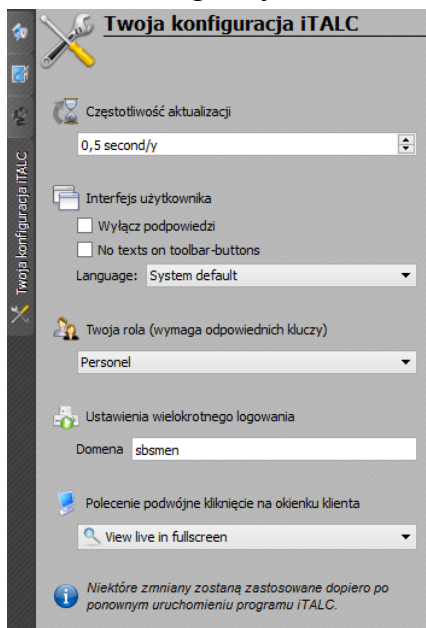 Twoja konfiguracja iTALC
Częstotliwość aktualizacji
0,5 second/y
Interfejs użytkownika
Wyłącz podpowiedzi
No texts on toolbar-buttons
Language: System default
Twoja konfiguracja iTALC
Twoja rola (wymaga odpowiednich kluczy)
Personel
Ustawienia wielokrotnego logowania
Domena sbsmen
Polecenie podwójne kliknięcie na okienku klienta
View live in fullscreen
Niektóre zmniany zostaną zastosowane dopiero po
ponownym uruchomieniu programu iTALC.